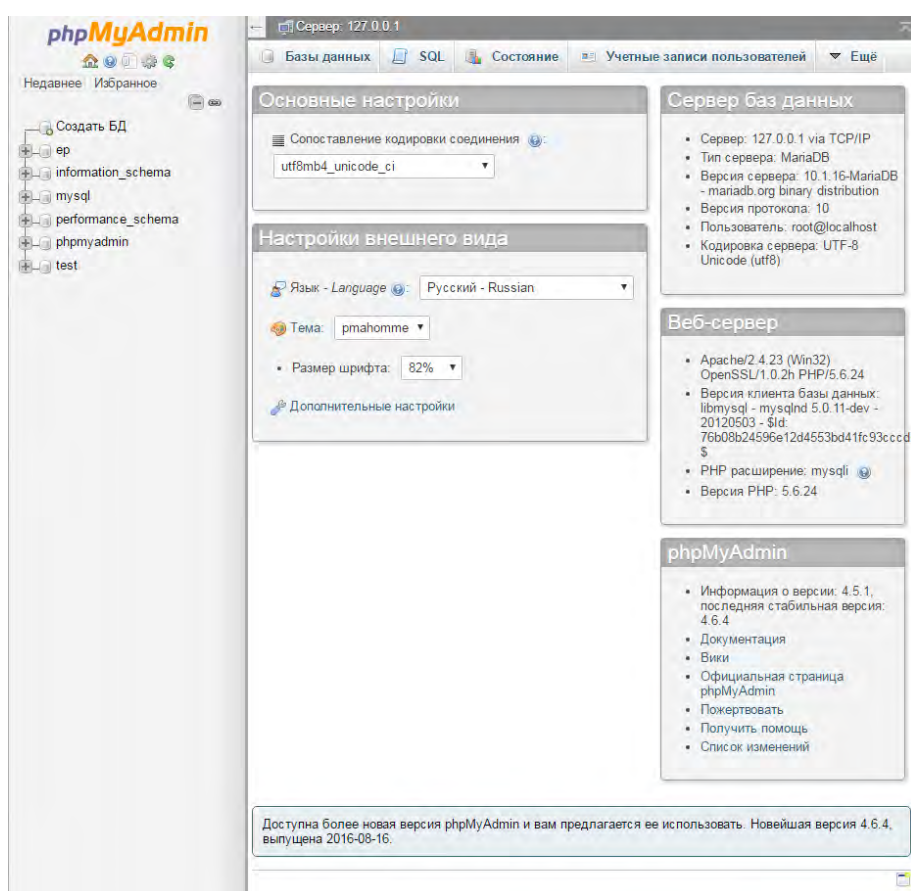 phpMyAdmin
Недавнее Избранное
Создать БД
ep
information_schema
mysql
performance_schema
phpmyadmin
test
Сервер: 127.0.0.1
Базы данных SQL Состояние Учетные записи пользователей Ещё
Основные настройки
Сопоставление кодировки соединения :
utf8mb4_unicode_ci
Настройки внешнего вида
Язык - Language : Русский - Russian
Тема: pmahomme
Размер шрифта: 82%
Дополнительные настройки
Сервер баз данных
Сервер: 127.0.0.1 via TCP/IP
Тип сервера: MariaDB
Версия сервера: 10.1.16-MariaDB
- mariadb.org binary distribution
Версия протокола: 10
Пользователь: root@localhost
Кодировка сервера: UTF-8
Unicode (utf8)
Веб-сервер
Apache/2.4.23 (Win32)
OpenSSL/1.0.2h PHP/5.6.24
Версия клиента базы данных:
libmysql - mysqlnd 5.0.11-dev -
20120503 - $Id:
76b08b24596e12d4553bd41fc93cccd
$
PHP расширение: mysqli
Версия PHP: 5.6.24
phpMyAdmin
Информация о версии: 4.5.1,
последняя стабильная версия:
4.6.4
Документация
Вики
Официальная страница
phpMyAdmin
Пожертвовать
Получить помощь
Список изменений
Доступна более новая версия phpMyAdmin и вам предлагается ее использовать. Новейшая версия 4.6.4,
выпущена 2016-08-16.